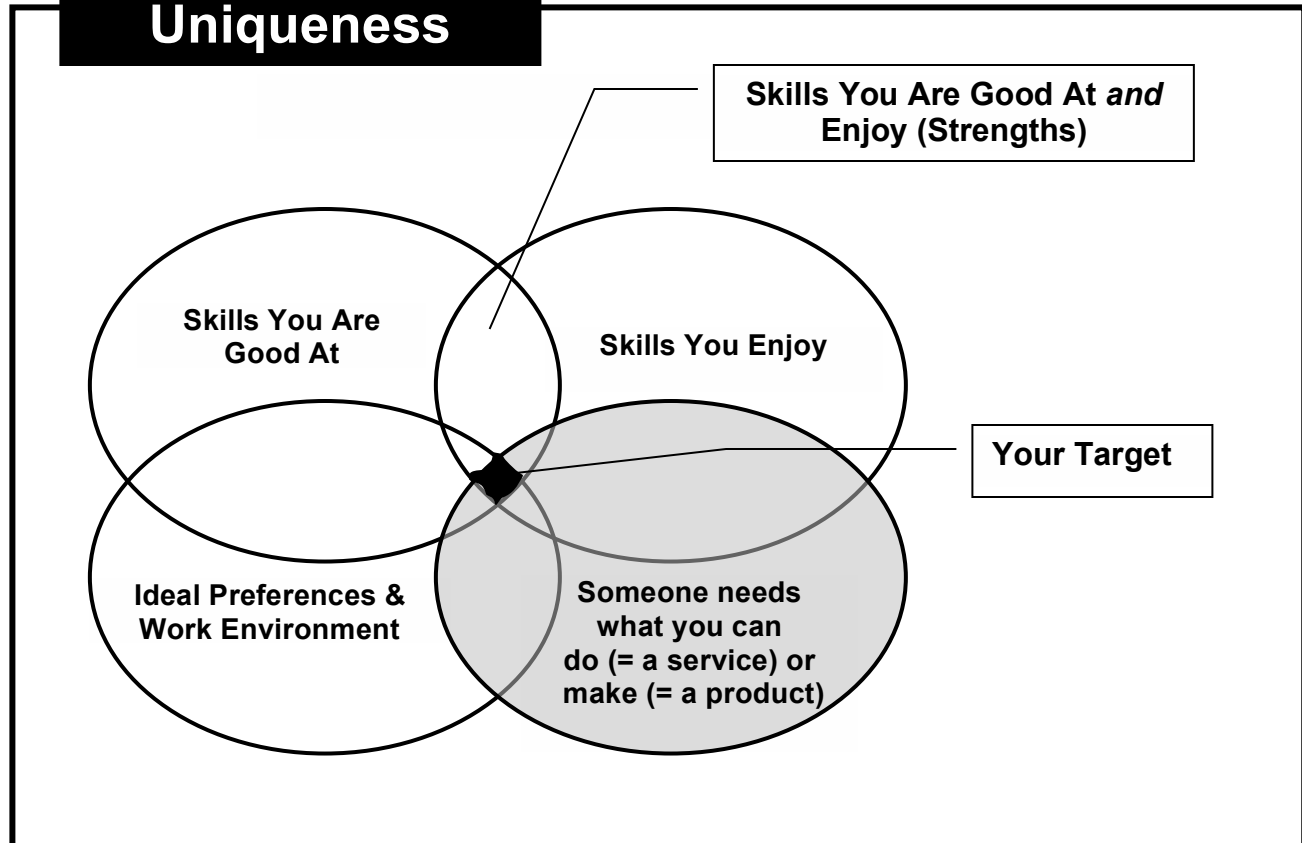 Uniqueness
Skills You Are Good At and
Enjoy (Strengths)
Skills You Are
Good At
Skills You Enjoy
Your Target
Ideal Preferences &
Work Environment
Someone needs
what you can
do (= a service) or
make (= a product)